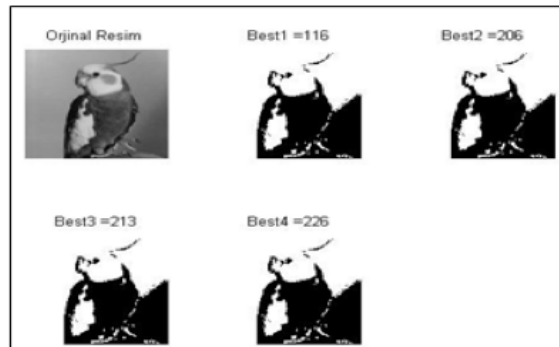 Orjinal Resim
Best1 =116
Best2 =206
Best3 =213
Best4 =226